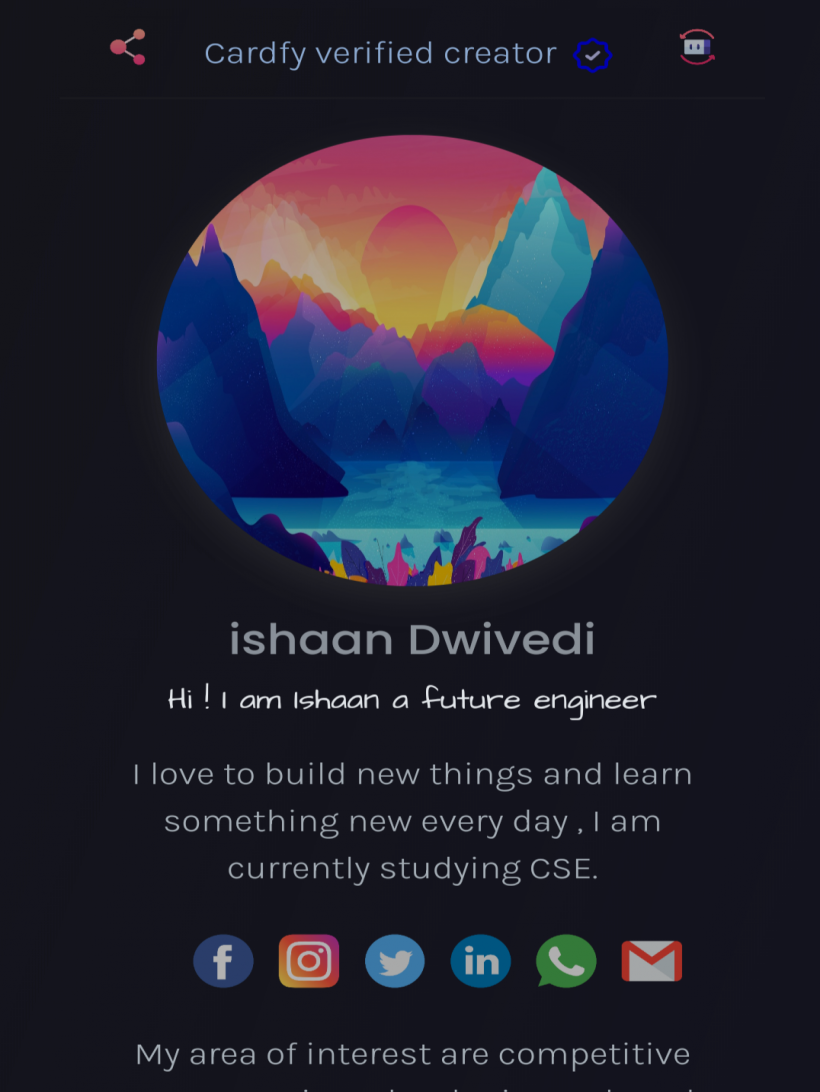 Cardfy verified creator
ishaan Dwivedi
Hi ! I am Ishaan a future engineer
I love to build new things and learn
something new every day , I am
currently studying CSE.
My area of interest are competitive